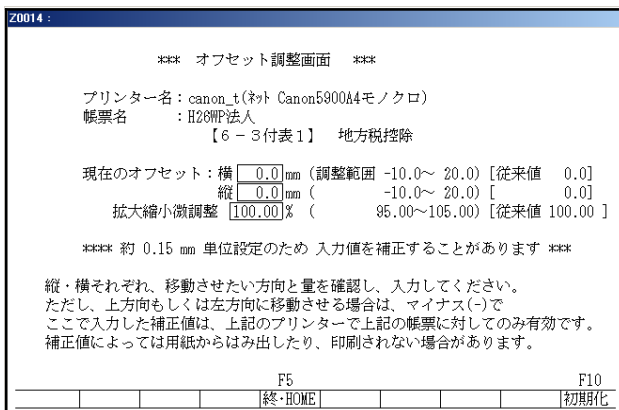 Z0014 :
*** オフセット調整画面 ***
プリンター名：canon_t(ﾈｯﾄ Canon5900A4モノクロ)
帳票名 ：H26WP法人
【６－３付表１】 地方税控除
現在のオフセット：横 0.0 mm (調整範囲 -10.0～ 20.0) [従来値 0.0]
縦 0.0 mm ( -10.0～ 20.0) [ 0.0]
拡大縮小微調整 100.00 % ( 95.00～105.00) [従来値 100.00 ]
**** 約 0.15 mm 単位設定のため 入力値を補正することがあります ***
縦・横それぞれ、移動させたい方向と量を確認し、入力してください。
ただし、上方向もしくは左方向に移動させる場合は、マイナス(-)で
ここで入力した補正値は、上記のプリンターで上記の帳票に対してのみ有効です。
補正値によっては用紙からはみ出したり、印刷されない場合があります。
F5 F10
終･HOME 初期化